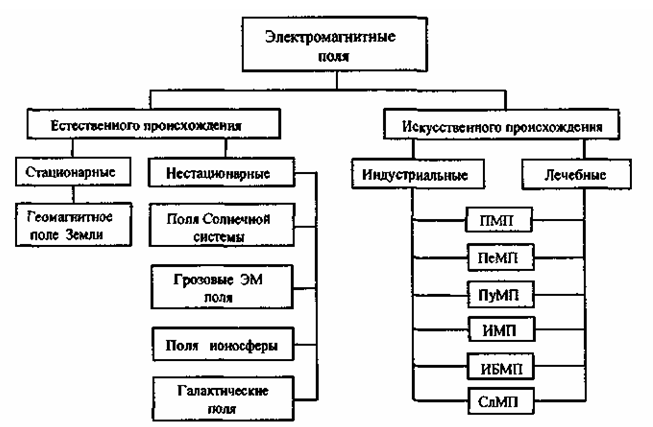 Электромагнитные
поля
Естественного происхождения
Искусственного происхождения
Стационарные
Нестационарные
Индустриальные
Лечебные
Геомагнитное
поле Земли
Поля Солнечной
системы
Грозовые ЭМ
поля
Поля ионосферы
Галактические
поля
ПМП
ПеМП
ПуМП
ИМП
ИБМП
СлМП